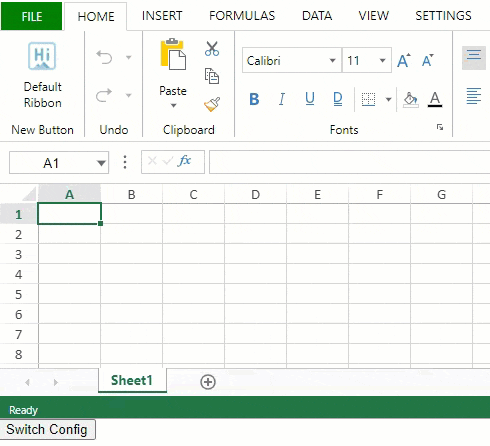 FILE HOME INSERT FORMULAS DATA VIEW SETTINGS
Hi
Default
Ribbon
New Button
Undo
Paste
Clipboard
Calibri 11 A A
B I U D A
Fonts
A1 fx
A B C D E F G
1
2
3
4
5
6
7
8
Sheet1
Ready
Switch Config